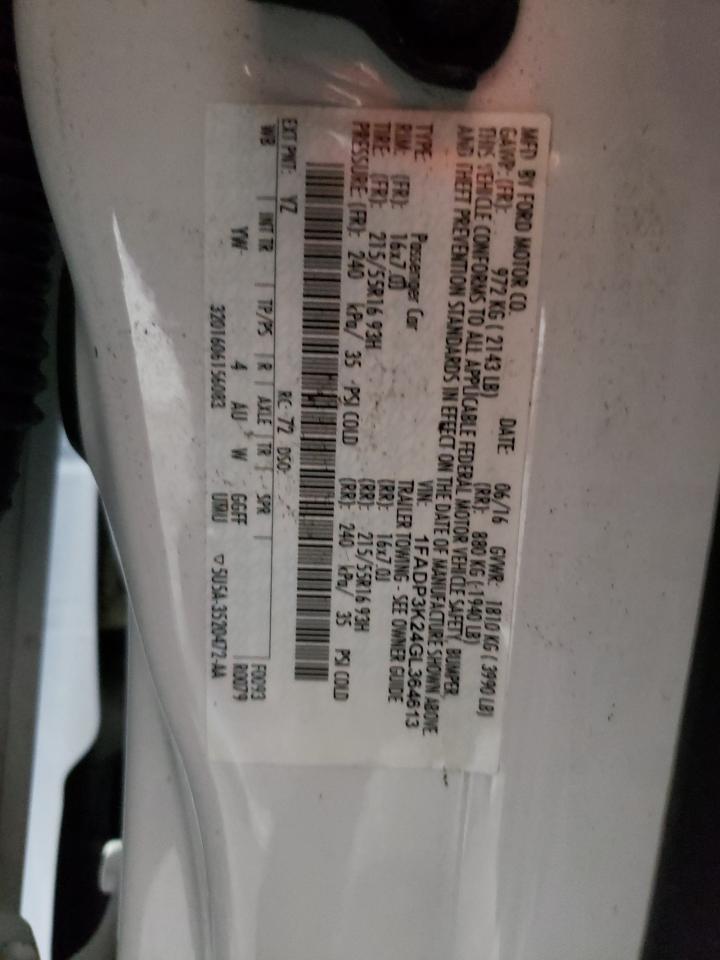 MFD. BY FORD MOTOR CO.
DATE: 06/16 GVWR: 1810 KG ( 3990 LB)
GAWR: (FR): 972 KG ( 2143 LB) (RR): 880 KG ( 1940 LB)
THIS VEHICLE CONFORMS TO ALL APPLICABLE FEDERAL MOTOR VEHICLE SAFETY, BUMPER,
AND THEFT PREVENTION STANDARDS IN EFFECT ON THE DATE OF MANUFACTURE SHOWN ABOVE.
VIN: 1FADP3K24GL364613
TYPE: Passenger Car TRAILER TOWING - SEE OWNER GUIDE
RIM: (FR): 16x7.0J (RR): 16x7.0J
TIRE: (FR): 215/55R16 93H (RR): 215/55R16 93H
PRESSURE: (FR): 240 kPa/ 35 PSI COLD (RR): 240 kPa/ 35 PSI COLD
EXT PNT: YZ RC: 72 DSO:
WB | INT TR | TP/PS | R | AXLE | TR | SPR | F0093
YW 4 AU W GGFF R0079
3201606156083 UTMU ▽5U5A-3520472-AA